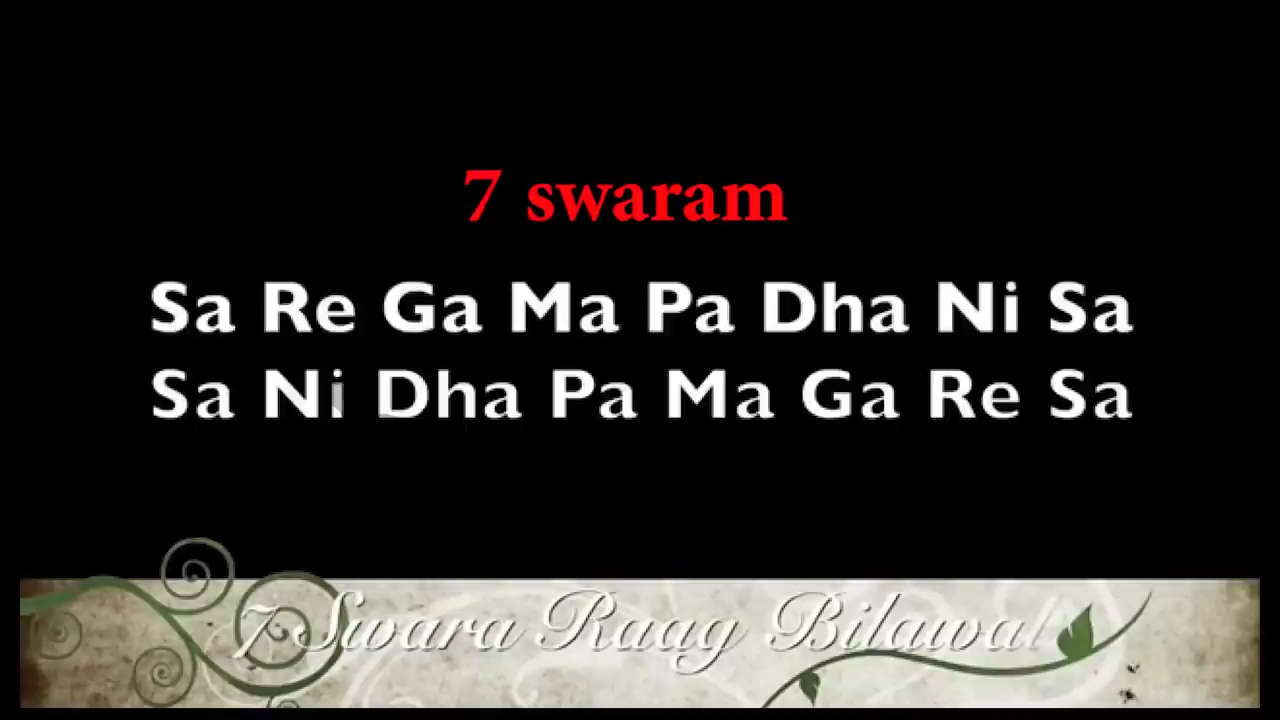 7 swaram
Sa Re Ga Ma Pa Dha Ni Sa
Sa Ni Dha Pa Ma Ga Re Sa
7 Swara Raag Bilawal